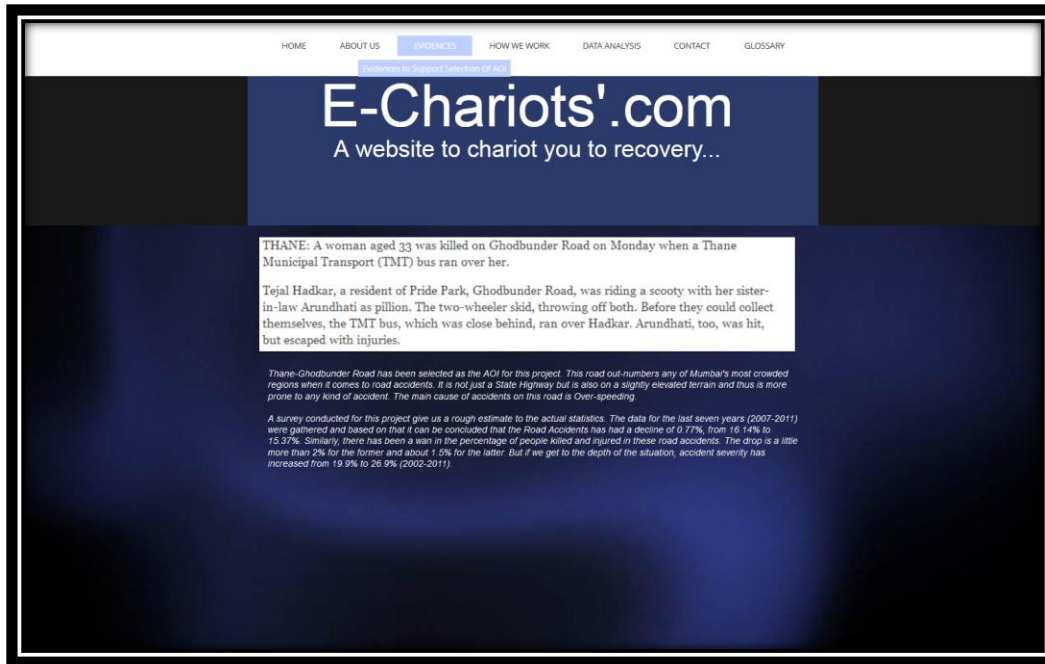 HOME ABOUT US EVIDENCES HOW WE WORK DATA ANALYSIS CONTACT GLOSSARY
Evidences to Support Selection Of AOI
E-Chariots'.com
A website to chariot you to recovery...
THANE: A woman aged 33 was killed on Ghodbunder Road on Monday when a Thane
Municipal Transport (TMT) bus ran over her.
Tejal Hadkar, a resident of Pride Park, Ghodbunder Road, was riding a scooty with her sister-
in-law Arundhati as pillion. The two-wheeler skid, throwing off both. Before they could collect
themselves, the TMT bus, which was close behind, ran over Hadkar. Arundhati, too, was hit,
but escaped with injuries.
Thane-Ghodbunder Road has been selected as the AOI for this project. This road out-numbers any of Mumbai's most crowded
regions when it comes to road accidents. It is not just a State Highway but is also on a slightly elevated terrain and thus is more
prone to any kind of accident. The main cause of accidents on this road is Over-speeding.
A survey conducted for this project give us a rough estimate to the actual statistics. The data for the last seven years (2007-2011)
were gathered and based on that it can be concluded that the Road Accidents has had a decline of 0.77%, from 16.14% to
15.37%. Similarly, there has been a wan in the percentage of people killed and injured in these road accidents. The drop is a little
more than 2% for the former and about 1.5% for the latter. But if we get to the depth of the situation, accident severity has
increased from 19.9% to 26.9% (2002-2011).